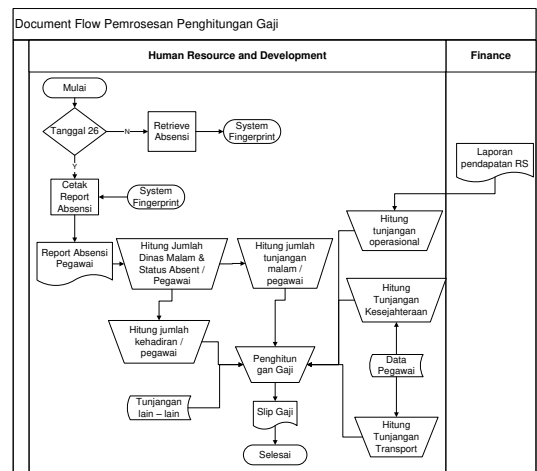 Document Flow Pemrosesan Penghitungan Gaji
Human Resource and Development
Finance
Mulai
Tanggal 26
N
Retrieve
Absensi
System
Fingerprint
Y
Cetak
Report
Absensi
System
Fingerprint
Laporan
pendapatan RS
Hitung
tunjangan
operasional
Report Absensi
Pegawai
Hitung Jumlah
Dinas Malam &
Status Absent /
Pegawai
Hitung jumlah
tunjangan
malam /
pegawai
Hitung
Tunjangan
Kesejahteraan
Hitung jumlah
kehadiran /
pegawai
Penghitun
gan Gaji
Data
Pegawai
Tunjangan
lain – lain
Slip Gaji
Hitung
Tunjangan
Transport
Selesai